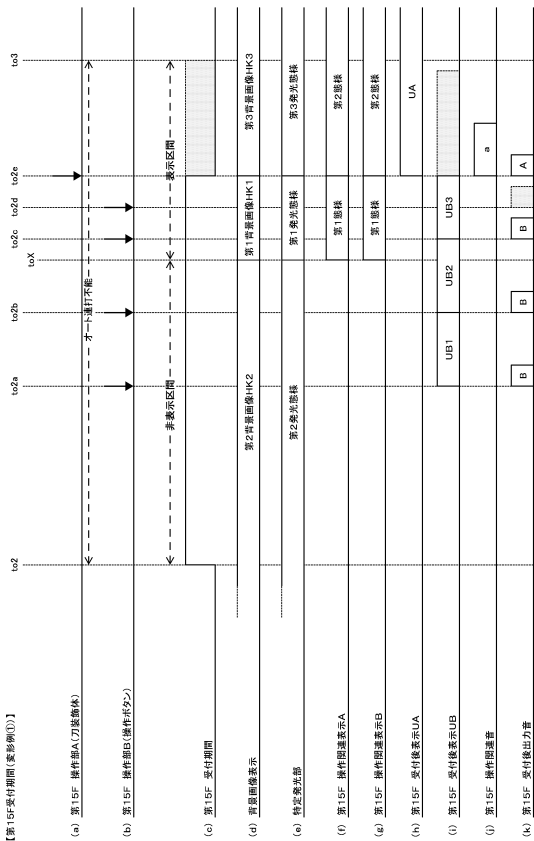 【第15F受付期間(変形例①)】
to2
to2a
to2b
toX
to2c
to2d
to2e
to3
(a) 第15F 操作部A(刀装飾体)
オート連打不能
(b) 第15F 操作部B(操作ボタン)
非表示区間
表示区間
(c) 第15F 受付期間
(d) 背景画像表示
第2背景画像HK2
第1背景画像HK1
第3背景画像HK3
(e) 特定発光部
第2発光態様
第1発光態様
第3発光態様
(f) 第15F 操作関連表示A
第1態様
第2態様
(g) 第15F 操作関連表示B
第1態様
第2態様
(h) 第15F 受付後表示UA
UA
(i) 第15F 受付後表示UB
UB1
UB2
UB3
(j) 第15F 操作関連音
a
(k) 第15F 受付後出力音
B
B
B
A